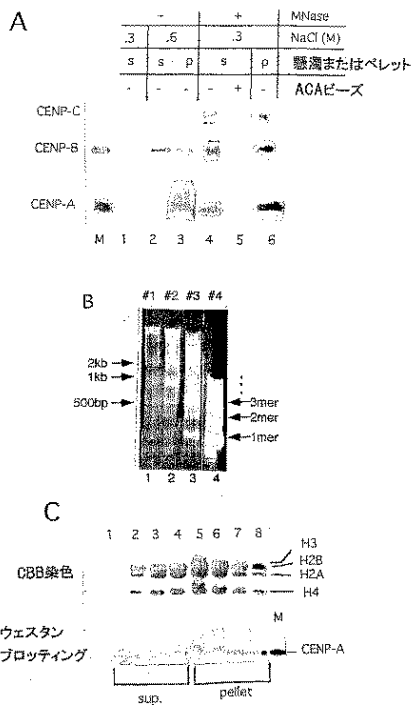 A
- + MNase
.3 .6 .3 NaCl (M)
s s p s p 懸濁またはペレット
- - - - + - ACAビーズ
CENP-C
CENP-B
CENP-A
M 1 2 3 4 5 6
B
#1 #2 #3 #4
2kb
1kb
500bp
3mer
2mer
1mer
1 2 3 4
C
1 2 3 4 5 6 7 8
CBB染色
H3
H2B
H2A
H4
M
ウェスタン
ブロッティング
CENP-A
sup. pellet